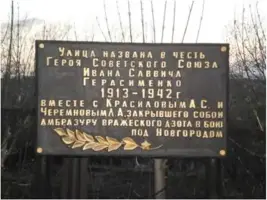 Улица названа в честь
Героя Советского Союза
Ивана Саввича
Герасименко
1913-1942 г
вместе с Красиловым А.С. и
Черемновым Л.А. закрывшего собой
амбразуру вражеского дзота в бою
под Новгородом